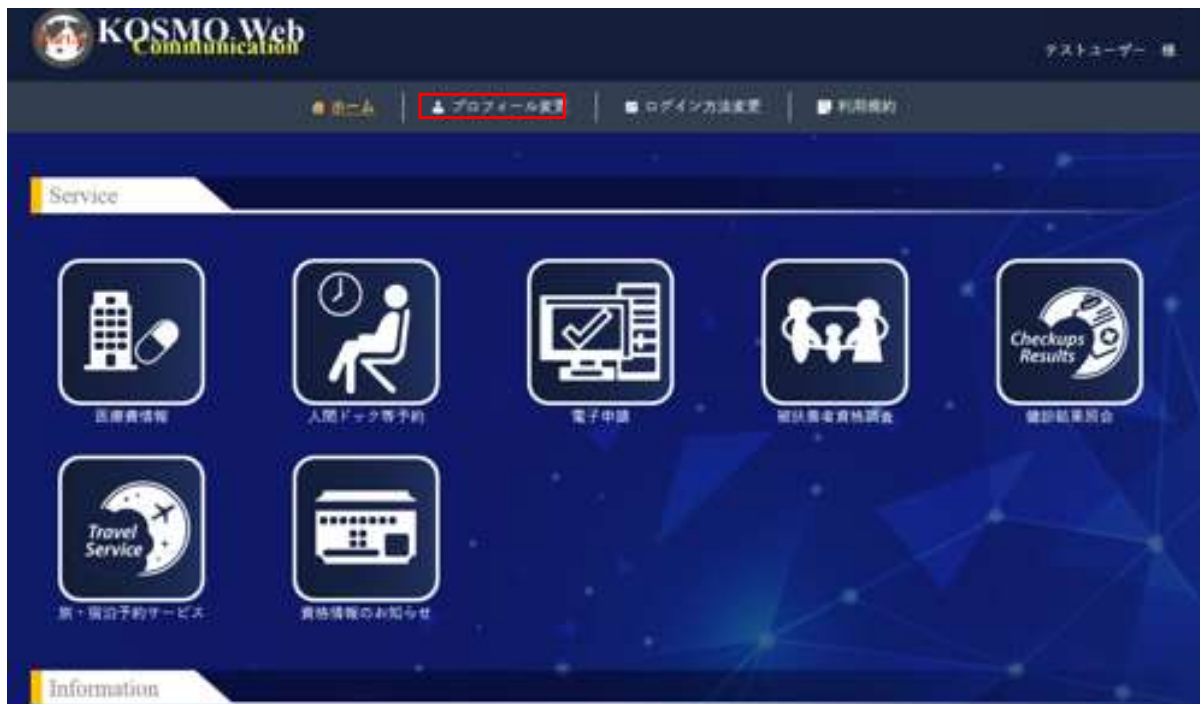 KOSMO Web
Communication
テストユーザー 様
ホーム
プロフィール変更
ログイン方法変更
利用規約
Service
Checkups
Results
医療費情報
人間ドック等予約
電子申請
被扶養者資格調査
健診結果照会
Travel
Service
旅・宿泊予約サービス
資格情報のお知らせ
Information